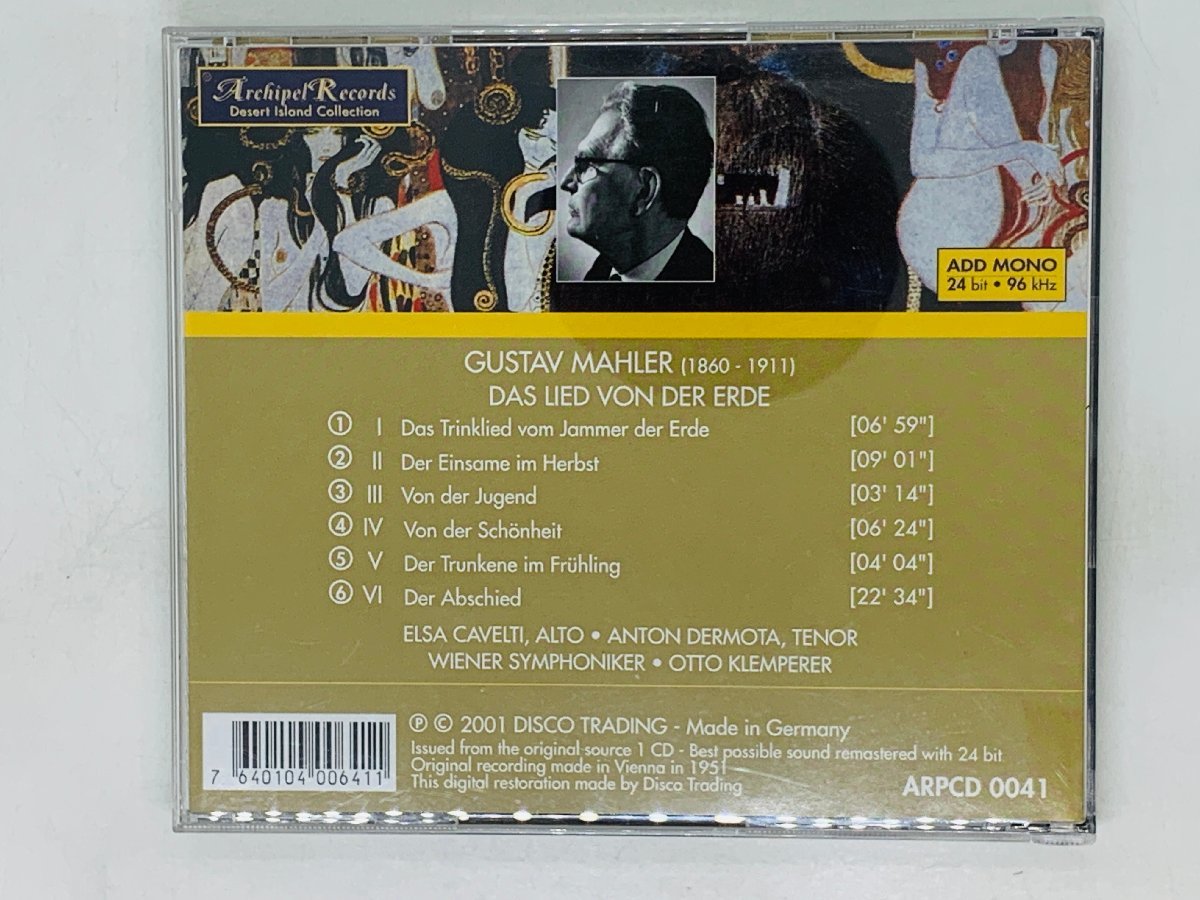 Archipel Records
Desert Island Collection
ADD MONO
24 bit • 96 kHz
GUSTAV MAHLER (1860 - 1911)
DAS LIED VON DER ERDE
① I Das Trinklied vom Jammer der Erde [06' 59"]
② II Der Einsame im Herbst [09' 01"]
③ III Von der Jugend [03' 14"]
④ IV Von der Schönheit [06' 24"]
⑤ V Der Trunkene im Frühling [04' 04"]
⑥ VI Der Abschied [22' 34"]
ELSA CAVELTI, ALTO • ANTON DERMOTA, TENOR
WIENER SYMPHONIKER • OTTO KLEMPERER
℗ © 2001 DISCO TRADING - Made in Germany
Issued from the original source 1 CD - Best possible sound remastered with 24 bit
Original recording made in Vienna in 1951
This digital restoration made by Disco Trading
7 640104 006411
ARPCD 0041